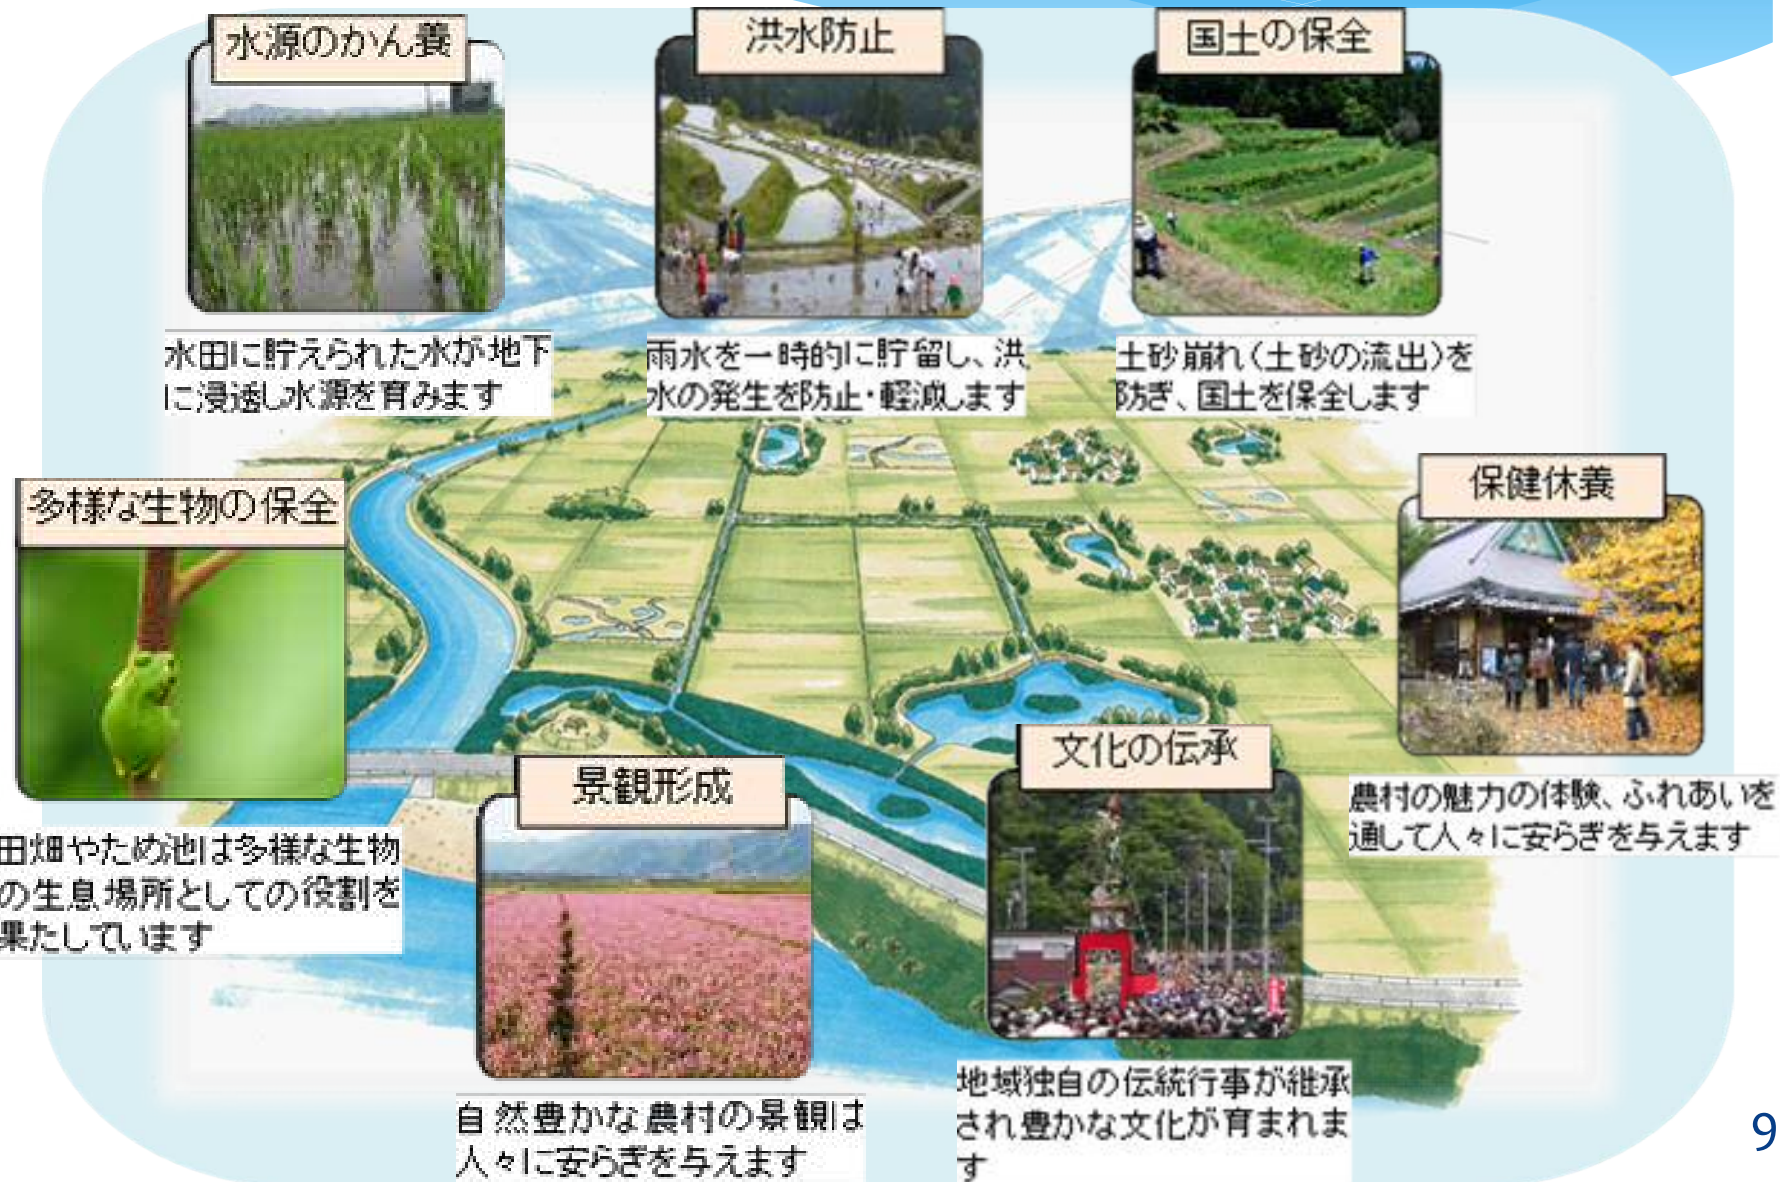 水源のかん養
水田に貯えられた水が地下
に浸透し水源を育みます
洪水防止
雨水を一時的に貯留し、洪
水の発生を防止・軽減します
国土の保全
土砂崩れ（土砂の流出）を
防ぎ、国土を保全します
多様な生物の保全
田畑やため池は多様な生物
の生息場所としての役割を
果たしています
保健休養
農村の魅力の体験、ふれあいを
通して人々に安らぎを与えます
景観形成
自然豊かな農村の景観は
人々に安らぎを与えます
文化の伝承
地域独自の伝統行事が継承
され豊かな文化が育まれま
す
9